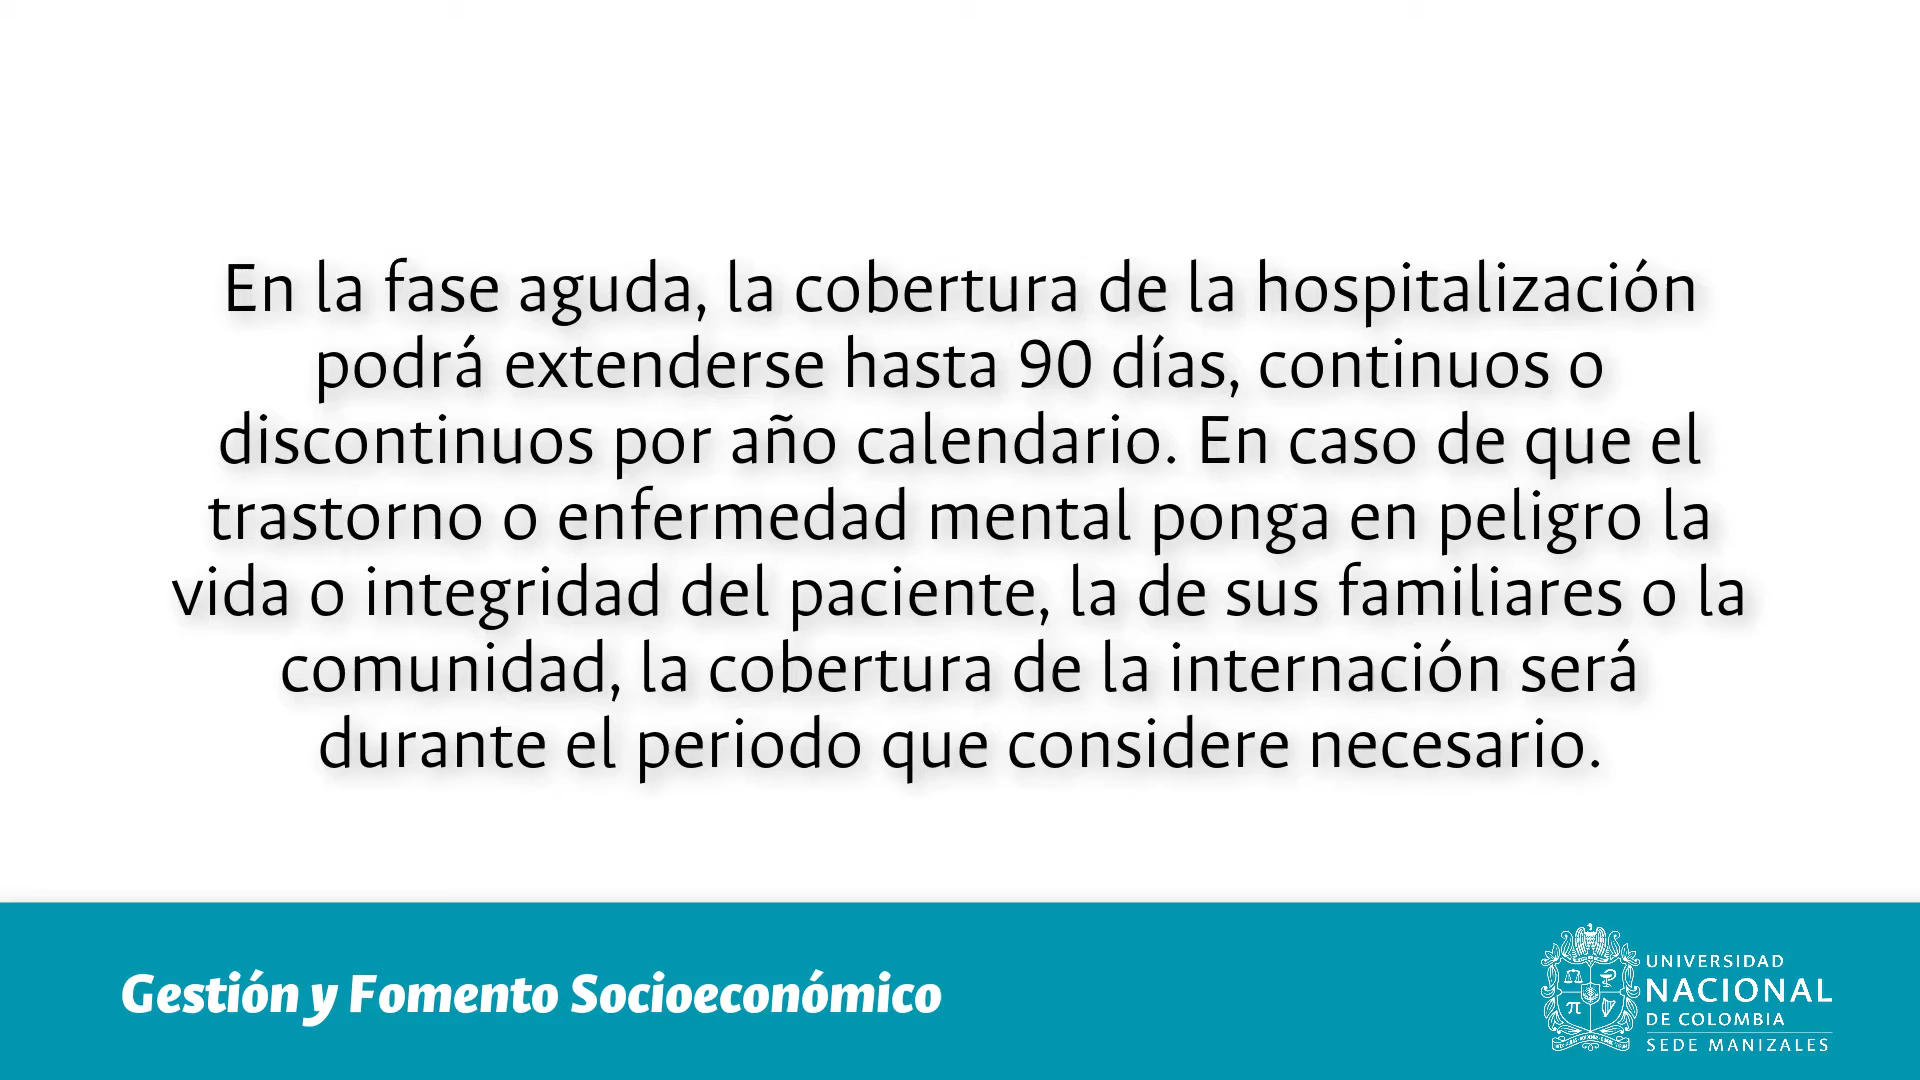 En la fase aguda, la cobertura de la hospitalización
podrá extenderse hasta 90 días, continuos o
discontinuos por año calendario. En caso de que el
trastorno o enfermedad mental ponga en peligro la
vida o integridad del paciente, la de sus familiares o la
comunidad, la cobertura de la internación será
durante el periodo que considere necesario.
Gestión y Fomento Socioeconómico
UNIVERSIDAD
NACIONAL
DE COLOMBIA
SEDE MANIZALES